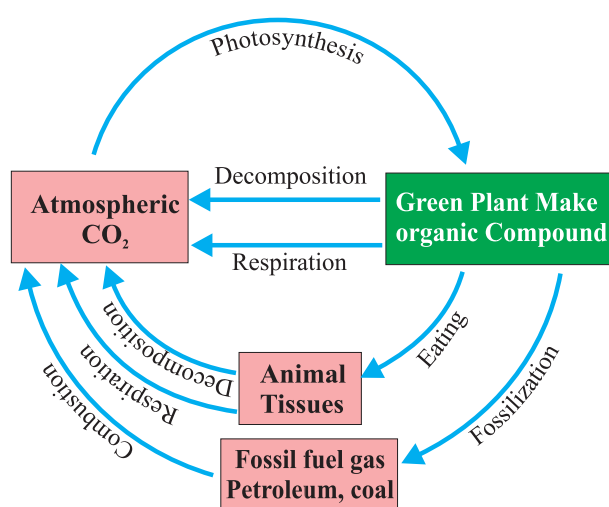 Photosynthesis
Decomposition
Atmospheric
CO₂
Green Plant Make
organic Compound
Respiration
Decomposition
Respiration
Combustion
Eating
Fossilization
Animal
Tissues
Fossil fuel gas
Petroleum, coal